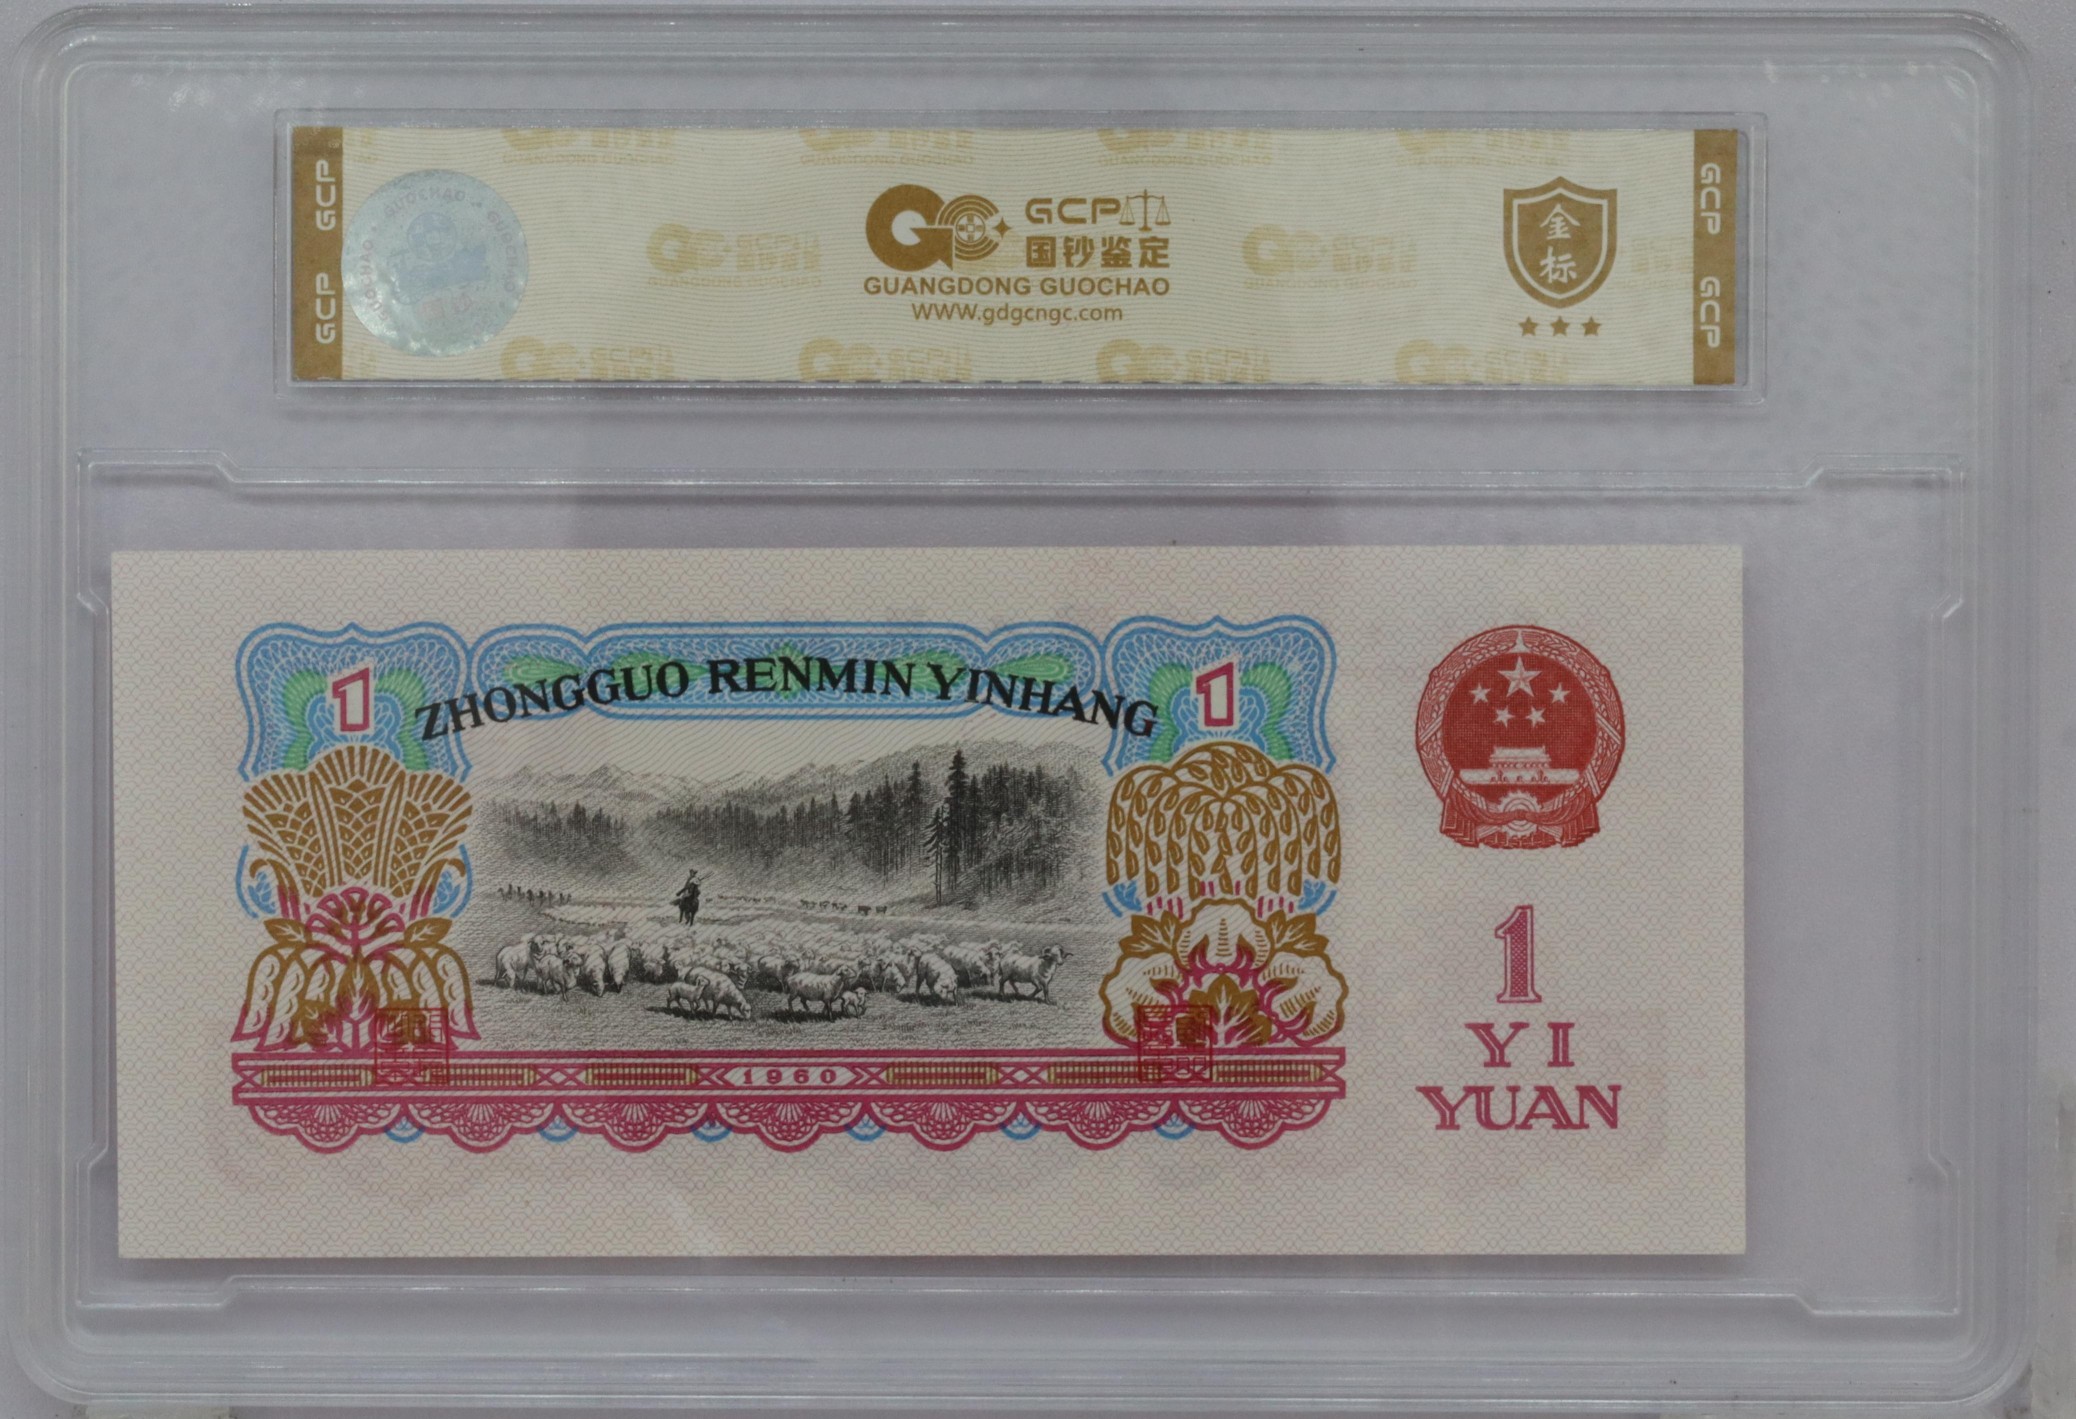 GCP GCP
GCP
国钞鉴定
GUANGDONG GUOCHAO
www.gdgcngc.com
金标
GCP GCP
ZHONGGUO RENMIN YINHANG
1
1
1960
1
YI
YUAN